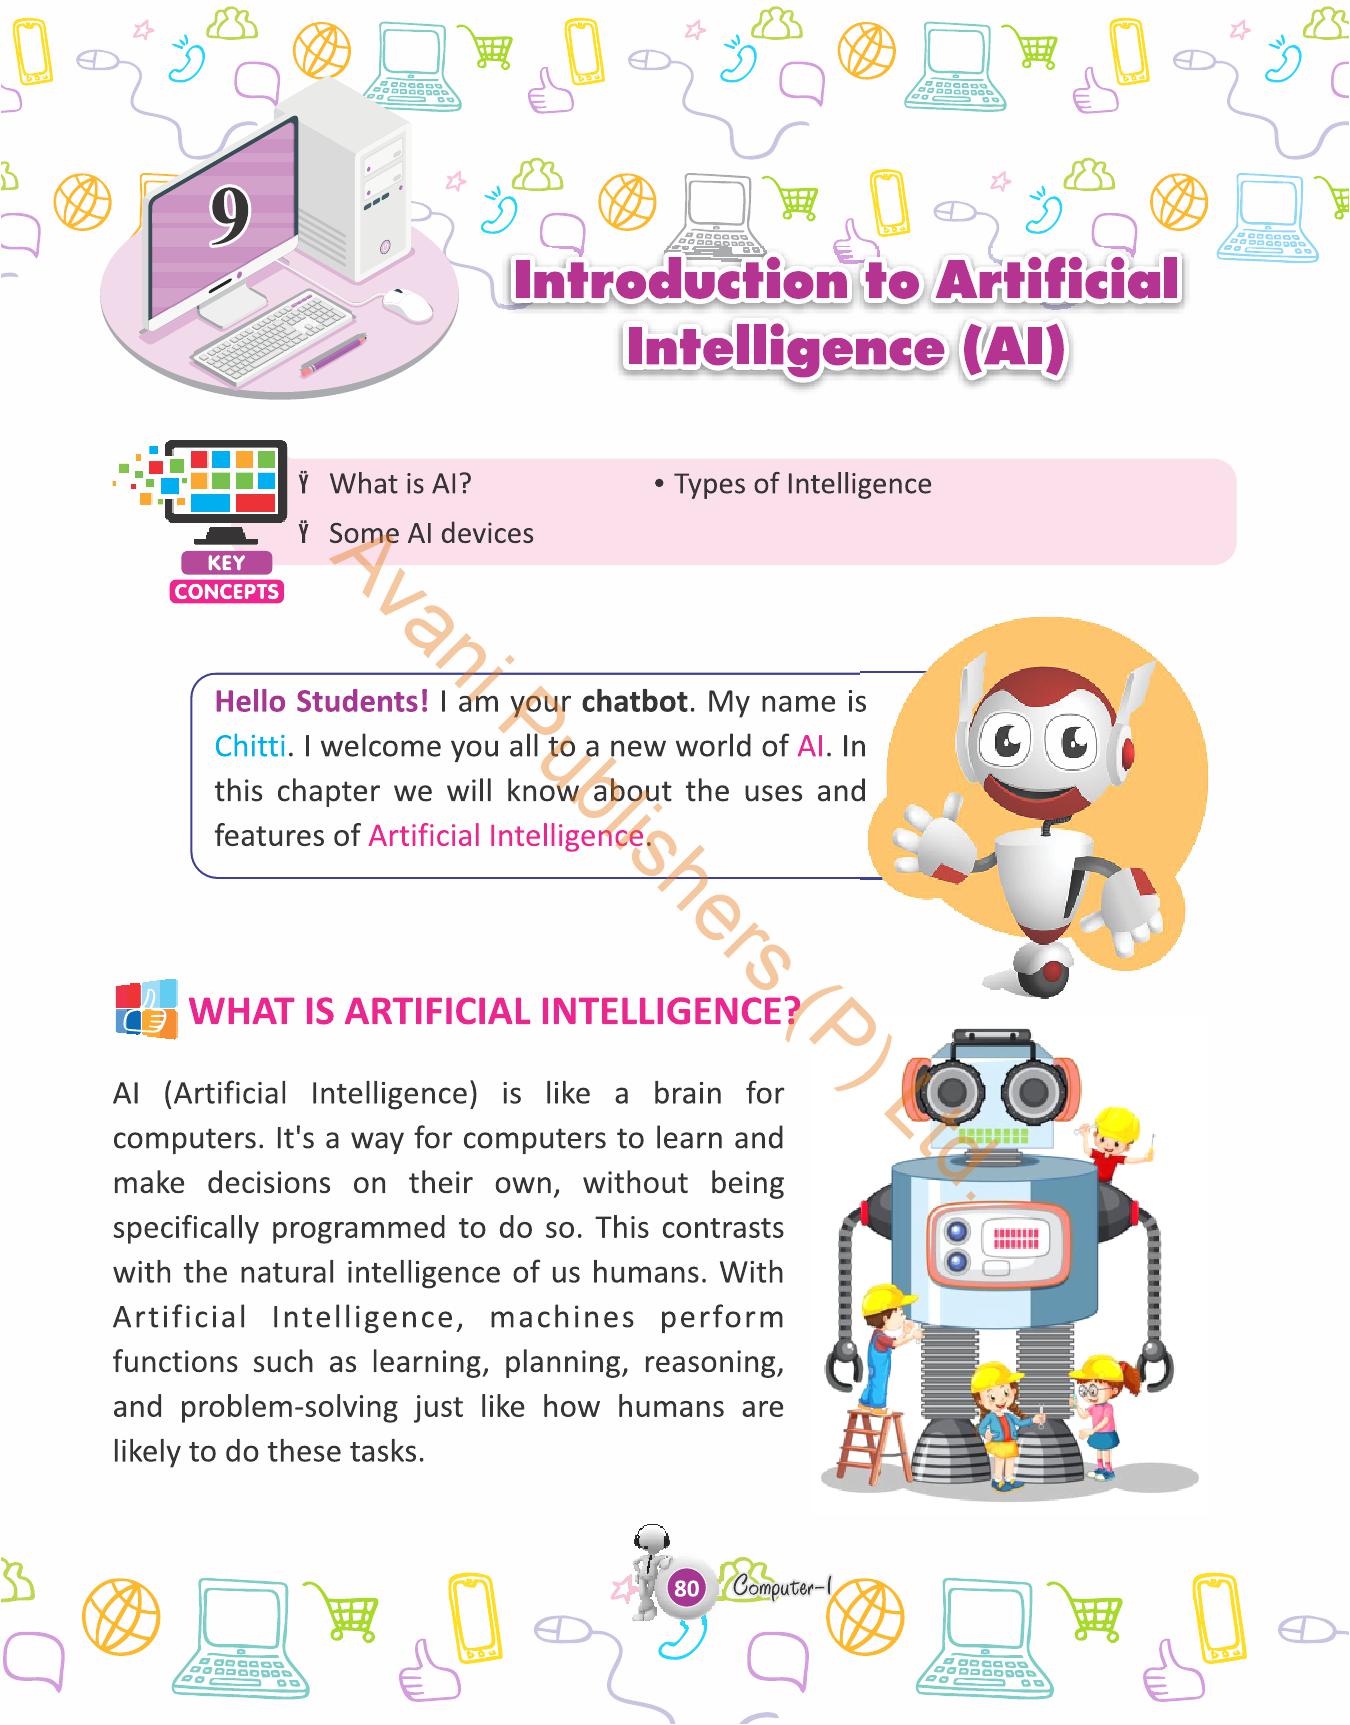 9
Introduction to Artificial
Intelligence (AI)
Ÿ What is AI?
• Types of Intelligence
Ÿ Some AI devices
KEY
CONCEPTS
Hello Students! I am your chatbot. My name is
Chitti. I welcome you all to a new world of AI. In
this chapter we will know about the uses and
features of Artificial Intelligence.
WHAT IS ARTIFICIAL INTELLIGENCE?
AI (Artificial Intelligence) is like a brain for
computers. It's a way for computers to learn and
make decisions on their own, without being
specifically programmed to do so. This contrasts
with the natural intelligence of us humans. With
Artificial Intelligence, machines perform
functions such as learning, planning, reasoning,
and problem-solving just like how humans are
likely to do these tasks.
Avani Publishers (P) Ltd.
80
Computer-1